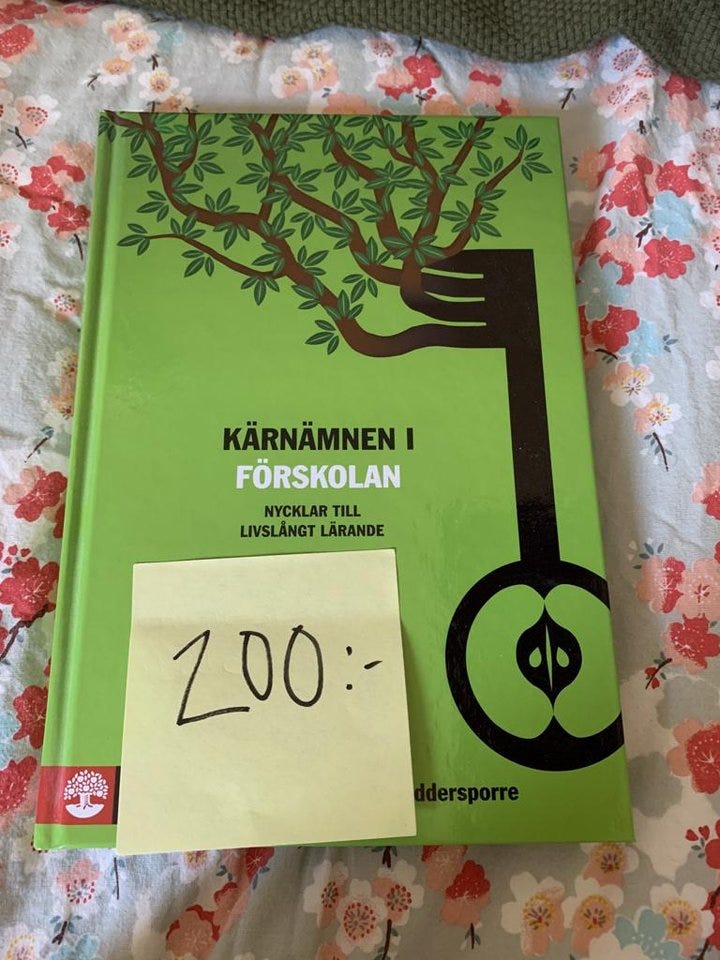 KÄRNÄMNEN I
FÖRSKOLAN
NYCKLAR TILL
LIVSLÅNGT LÄRANDE
200:-
ddersporre